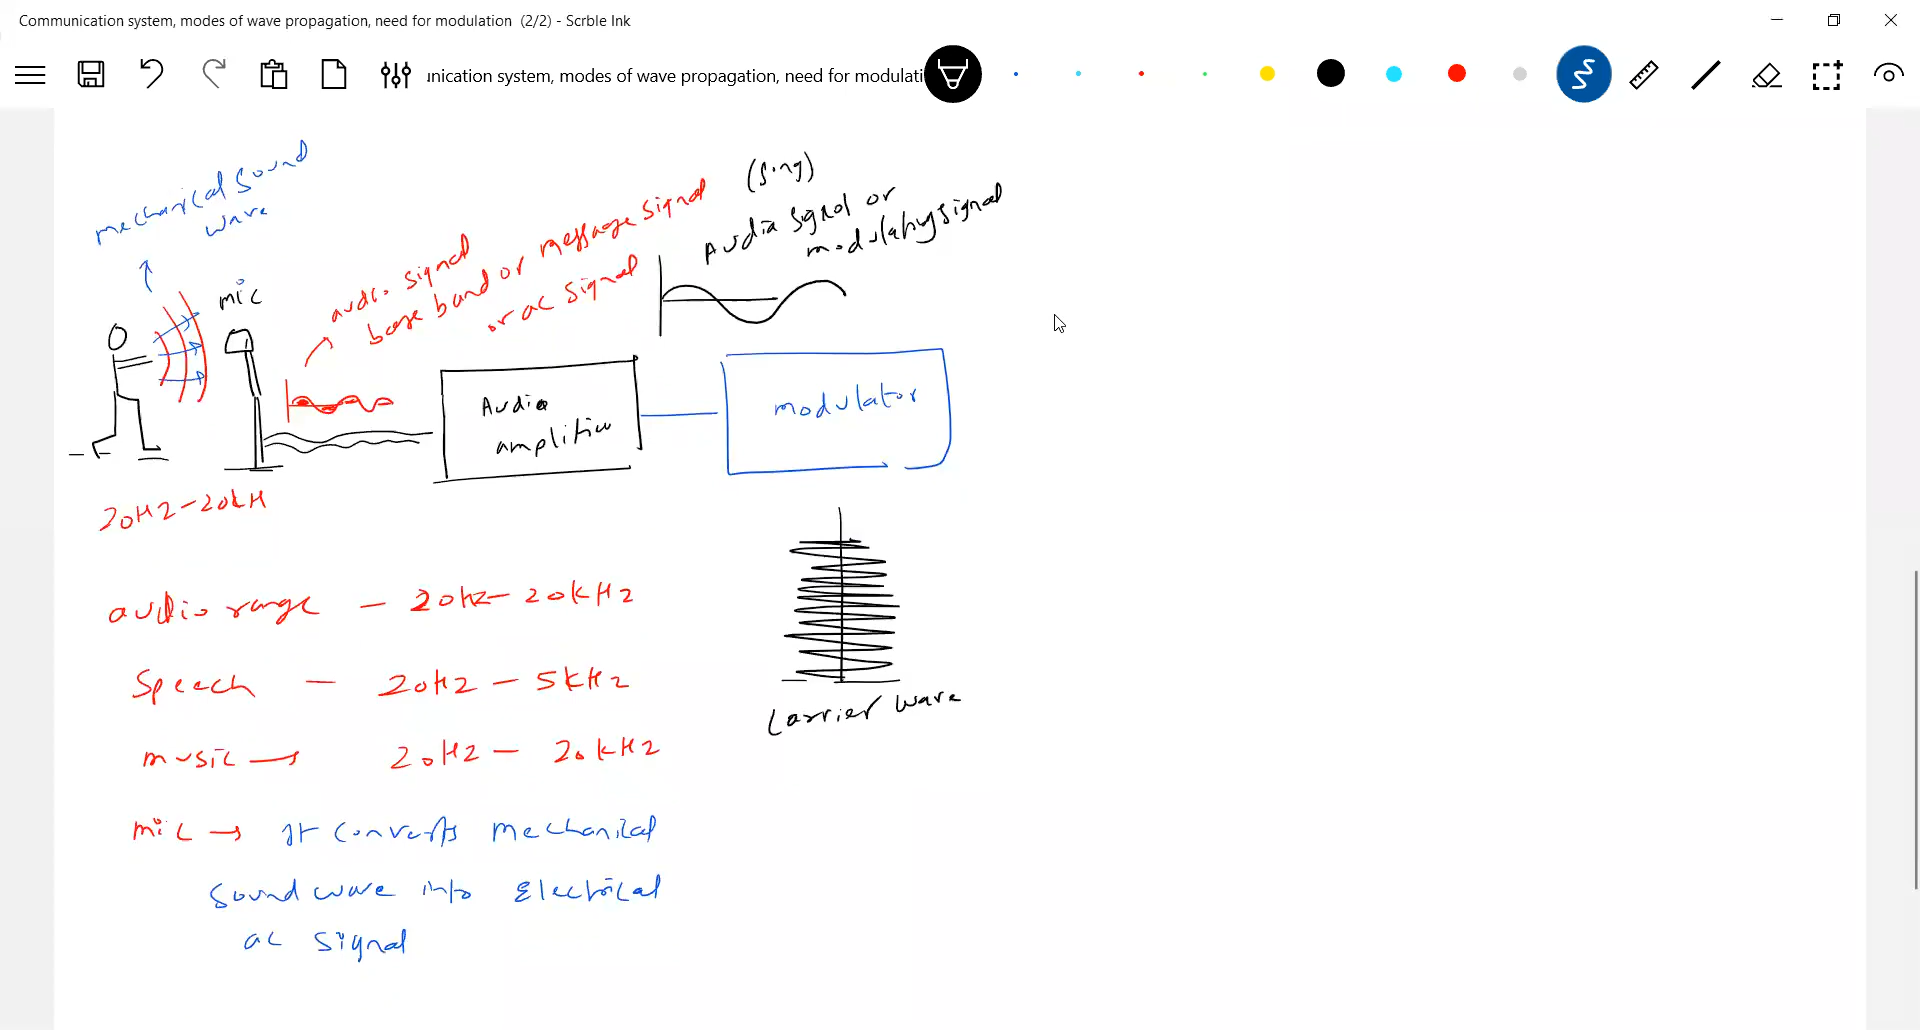 Communication system, modes of wave propagation, need for modulation (2/2) - Scrble Ink
unication system, modes of wave propagation, need for modulati
mechanical sound
wave
mic
audio signal
base band or message signal
or ac signal
(sing)
Audio Signal or
modulating signal
Audio
amplifier
modulator
20Hz-20kH
audio range - 20Hz - 20kHz
Speech - 20Hz - 5kHz
music → 20Hz - 20kHz
Carrier wave
mic → It converts mechanical
Sound wave into Electrical
ac signal